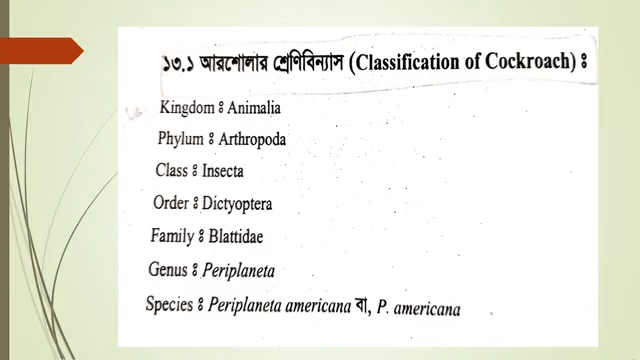 ১৩.১ আরশোলার শ্রেণিবিন্যাস (Classification of Cockroach) ঃ
Kingdom ঃ Animalia
Phylum ঃ Arthropoda
Class ঃ Insecta
Order ঃ Dictyoptera
Family ঃ Blattidae
Genus ঃ Periplaneta
Species ঃ Periplaneta americana বা, P. americana